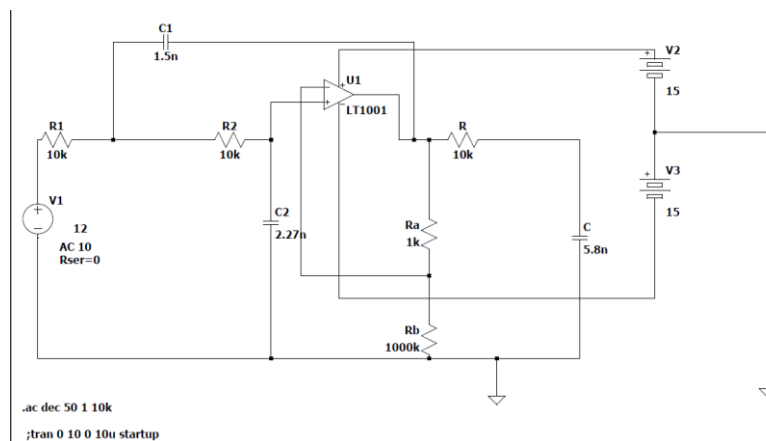 C1
1.5n
V2
15
U1
LT1001
R1
10k
R2
10k
R
10k
V3
15
V1
12
AC 10
Rser=0
C2
2.27n
Ra
1k
C
5.8n
Rb
1000k
.ac dec 50 1 10k
;tran 0 10 0 10u startup